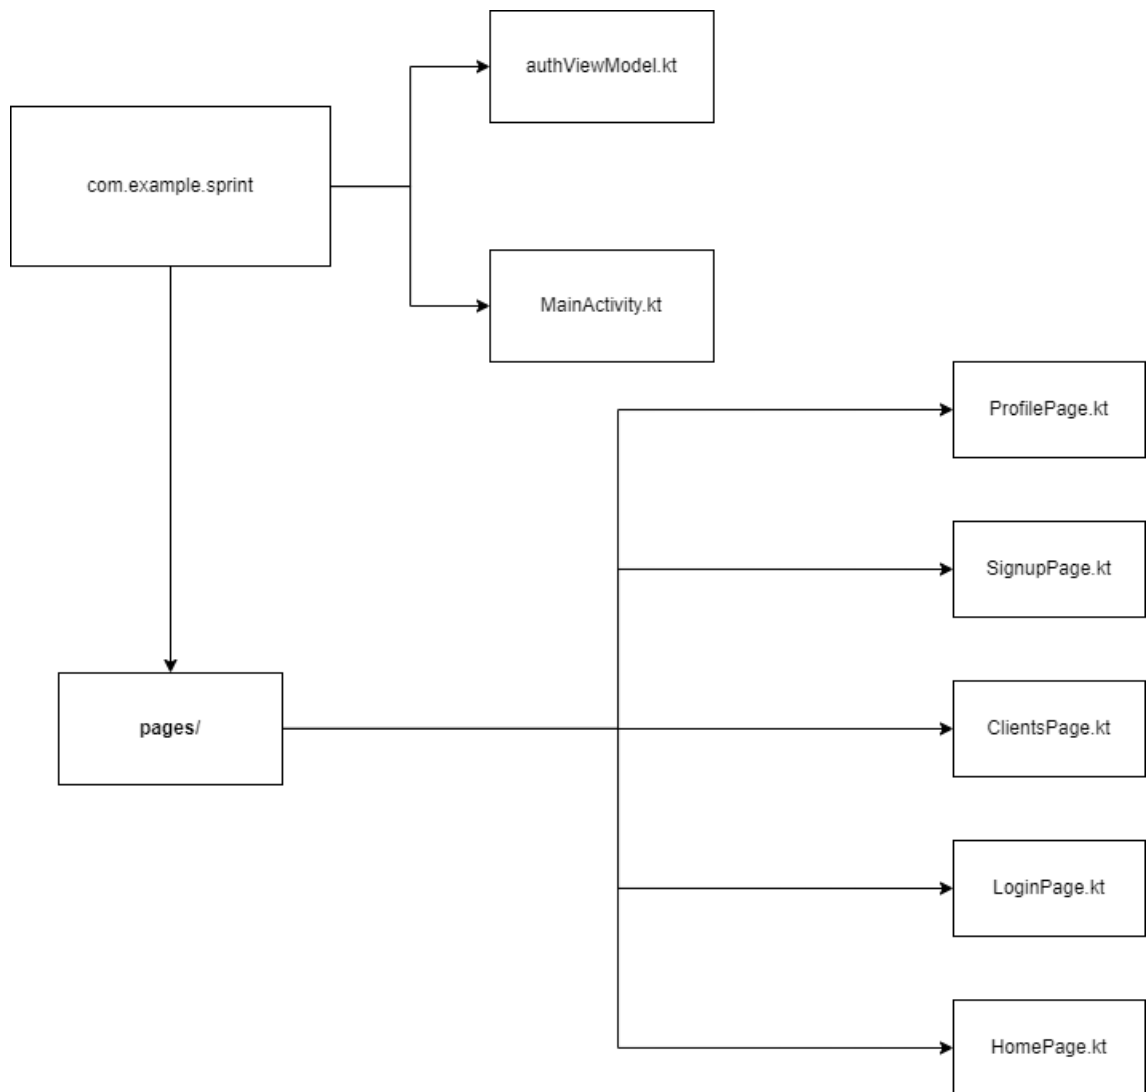 authViewModel.kt
com.example.sprint
MainActivity.kt
ProfilePage.kt
SignupPage.kt
pages/
ClientsPage.kt
LoginPage.kt
HomePage.kt